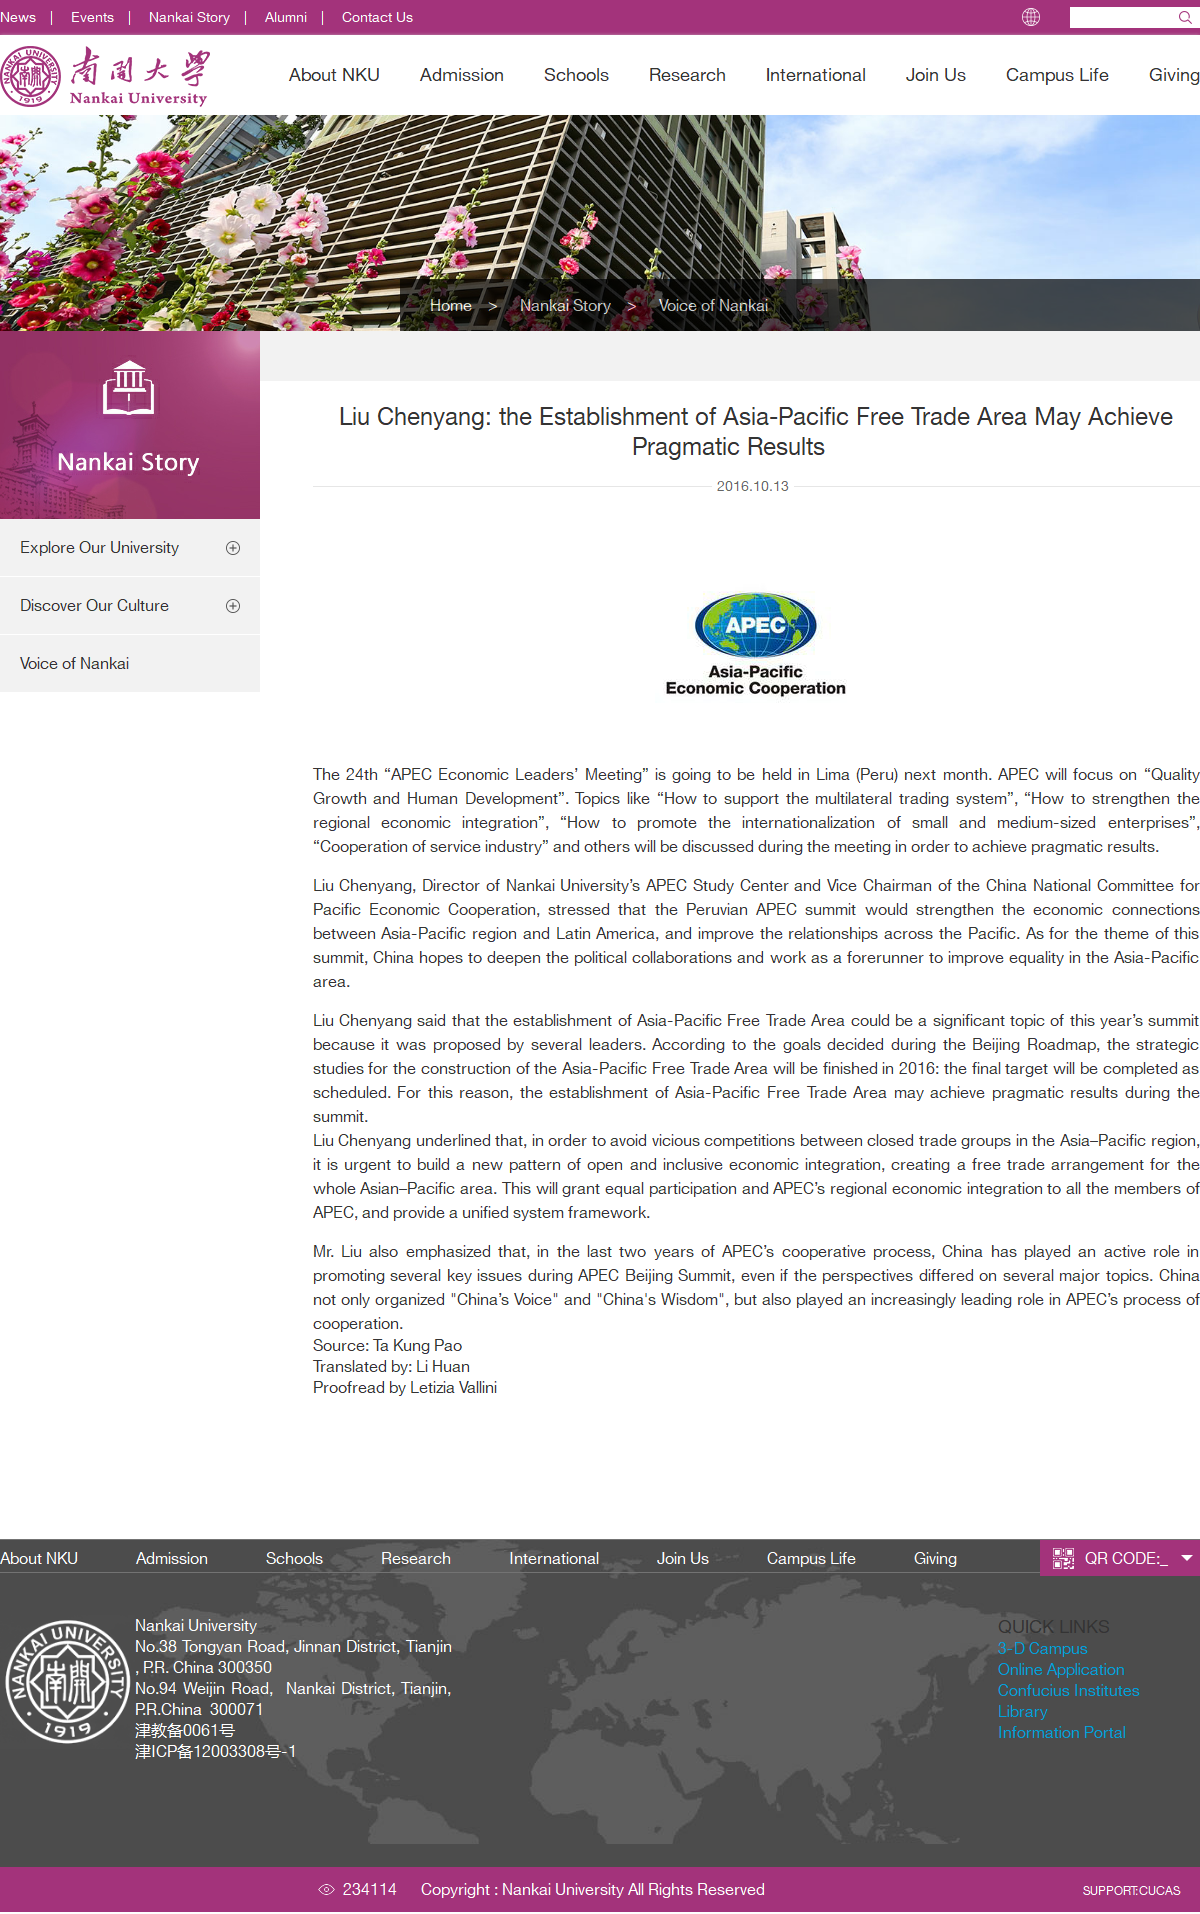 News | Events | Nankai Story | Alumni | Contact Us
NANKAI UNIVERSITY
1919
南開大學
Nankai University
About NKU Admission Schools Research International Join Us Campus Life Giving
Home > Nankai Story > Voice of Nankai
Nankai Story
Explore Our University
Discover Our Culture
Voice of Nankai
Liu Chenyang: the Establishment of Asia-Pacific Free Trade Area May Achieve
Pragmatic Results
2016.10.13
APEC
Asia-Pacific
Economic Cooperation
The 24th “APEC Economic Leaders’ Meeting” is going to be held in Lima (Peru) next month. APEC will focus on “Quality
Growth and Human Development”. Topics like “How to support the multilateral trading system”, “How to strengthen the
regional economic integration”, “How to promote the internationalization of small and medium-sized enterprises”,
“Cooperation of service industry” and others will be discussed during the meeting in order to achieve pragmatic results.
Liu Chenyang, Director of Nankai University’s APEC Study Center and Vice Chairman of the China National Committee for
Pacific Economic Cooperation, stressed that the Peruvian APEC summit would strengthen the economic connections
between Asia-Pacific region and Latin America, and improve the relationships across the Pacific. As for the theme of this
summit, China hopes to deepen the political collaborations and work as a forerunner to improve equality in the Asia-Pacific
area.
Liu Chenyang said that the establishment of Asia-Pacific Free Trade Area could be a significant topic of this year’s summit
because it was proposed by several leaders. According to the goals decided during the Beijing Roadmap, the strategic
studies for the construction of the Asia-Pacific Free Trade Area will be finished in 2016: the final target will be completed as
scheduled. For this reason, the establishment of Asia-Pacific Free Trade Area may achieve pragmatic results during the
summit.
Liu Chenyang underlined that, in order to avoid vicious competitions between closed trade groups in the Asia–Pacific region,
it is urgent to build a new pattern of open and inclusive economic integration, creating a free trade arrangement for the
whole Asian–Pacific area. This will grant equal participation and APEC’s regional economic integration to all the members of
APEC, and provide a unified system framework.
Mr. Liu also emphasized that, in the last two years of APEC’s cooperative process, China has played an active role in
promoting several key issues during APEC Beijing Summit, even if the perspectives differed on several major topics. China
not only organized "China’s Voice" and "China's Wisdom", but also played an increasingly leading role in APEC’s process of
cooperation.
Source: Ta Kung Pao
Translated by: Li Huan
Proofread by Letizia Vallini
About NKU Admission Schools Research International Join Us Campus Life Giving QR CODE:_
NANKAI UNIVERSITY
南開
1919
Nankai University
No.38 Tongyan Road, Jinnan District, Tianjin
, P.R. China 300350
No.94 Weijin Road, Nankai District, Tianjin,
P.R.China 300071
津教备0061号
津ICP备12003308号-1
QUICK LINKS
3-D Campus
Online Application
Confucius Institutes
Library
Information Portal
234114 Copyright : Nankai University All Rights Reserved SUPPORT:CUCAS